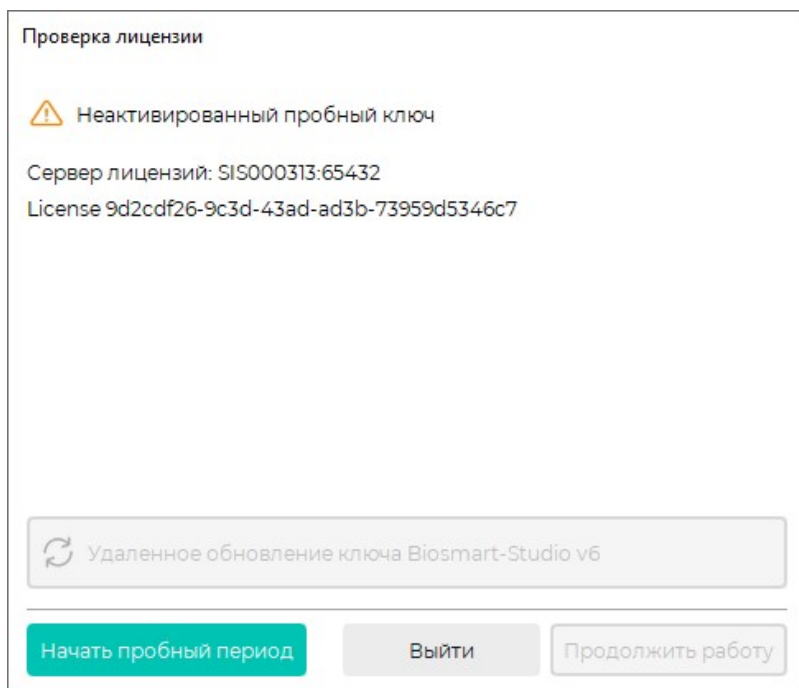 Проверка лицензии
Неактивированный пробный ключ
Сервер лицензий: SIS000313:65432
License 9d2cdf26-9c3d-43ad-ad3b-73959d5346c7
Удаленное обновление ключа Biosmart-Studio v6
Начать пробный период
Выйти
Продолжить работу